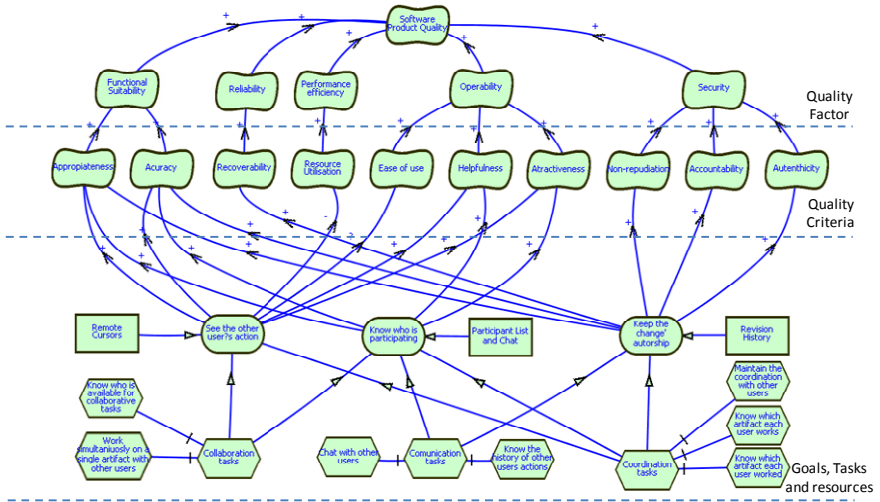 Software
Product Quality
+
+
+
+
+
Functional
Suitability
Reliability
Performance
efficiency
Operability
Security
Quality
Factor
+
+
+
+
+
+
+
+
+
+
Appropiateness
Acuracy
Recoverability
Resource
Utilisation
Ease of use
Helpfulness
Atractiveness
Non-repudiation
Accountability
Autenthicity
Quality
Criteria
+
+
+
+
+
+
-
?
+
+
+
+
+
+
+
Remote
Cursors
See the other
user?s action
Know who is
participating
Participant List
and Chat
Keep the
change'
autorship
Revision
History
Know who is
available for
collaborative
tasks
Maintain the
coordination
with other
users
Work
simultaniuosly on a
single artifact with
other users
Collaboration
tasks
Chat with other
users
Comunication
tasks
Know the
history of other
users actions
Coordination
tasks
Know which
artifact each
user works
Know which
artifact each
user worked
Goals, Tasks
and resources